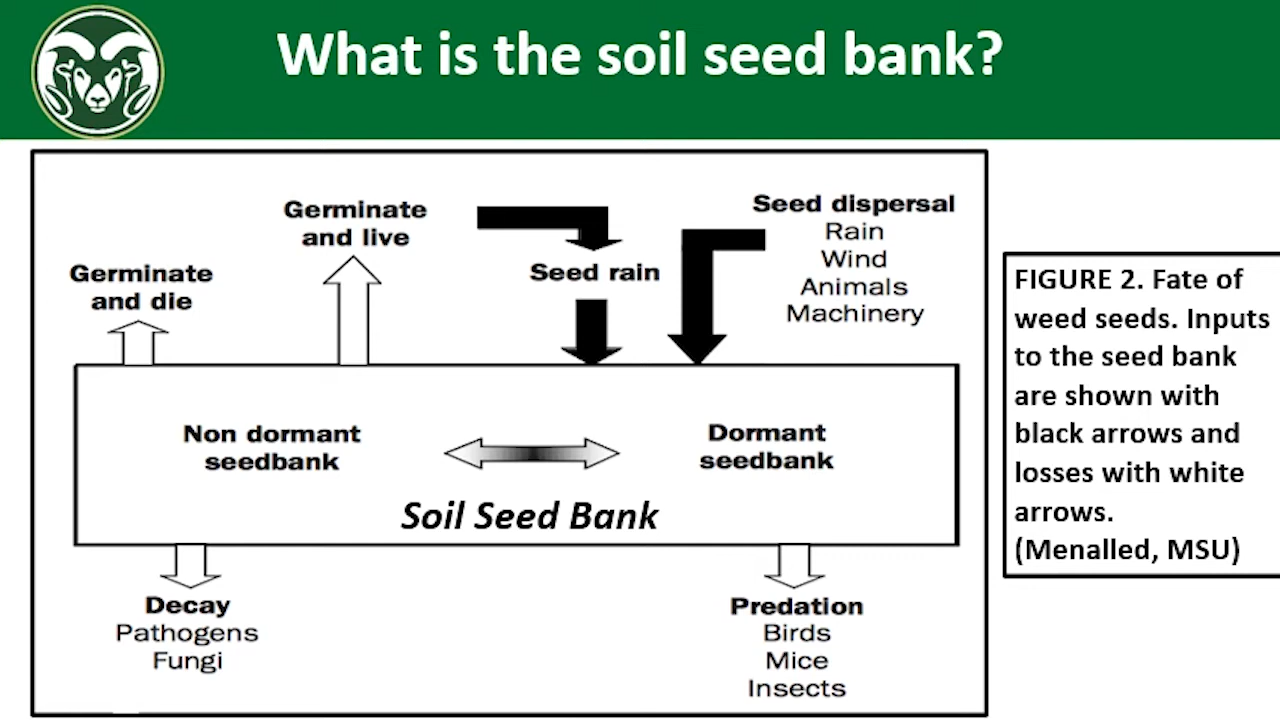 What is the soil seed bank?
Germinate
and die
Germinate
and live
Seed rain
Seed dispersal
Rain
Wind
Animals
Machinery
Non dormant
seedbank
Dormant
seedbank
Soil Seed Bank
Decay
Pathogens
Fungi
Predation
Birds
Mice
Insects
FIGURE 2. Fate of
weed seeds. Inputs
to the seed bank
are shown with
black arrows and
losses with white
arrows.
(Menalled, MSU)